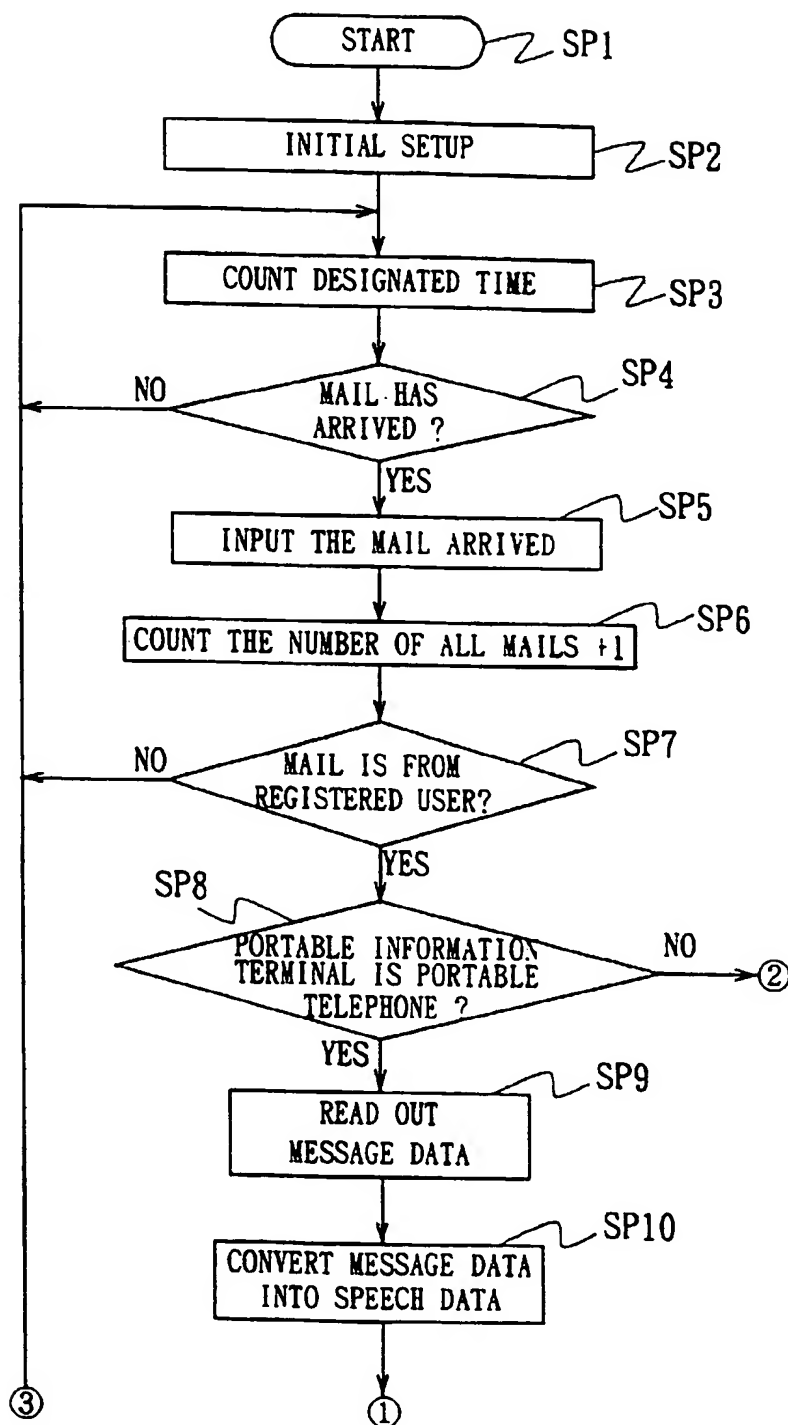 START
SP1
INITIAL SETUP
SP2
COUNT DESIGNATED TIME
SP3
SP4
NO
MAIL HAS
ARRIVED ?
YES
SP5
INPUT THE MAIL ARRIVED
SP6
COUNT THE NUMBER OF ALL MAILS +1
SP7
NO
MAIL IS FROM
REGISTERED USER?
YES
SP8
PORTABLE INFORMATION
TERMINAL IS PORTABLE
TELEPHONE ?
NO
②
YES
SP9
READ OUT
MESSAGE DATA
SP10
CONVERT MESSAGE DATA
INTO SPEECH DATA
③
①